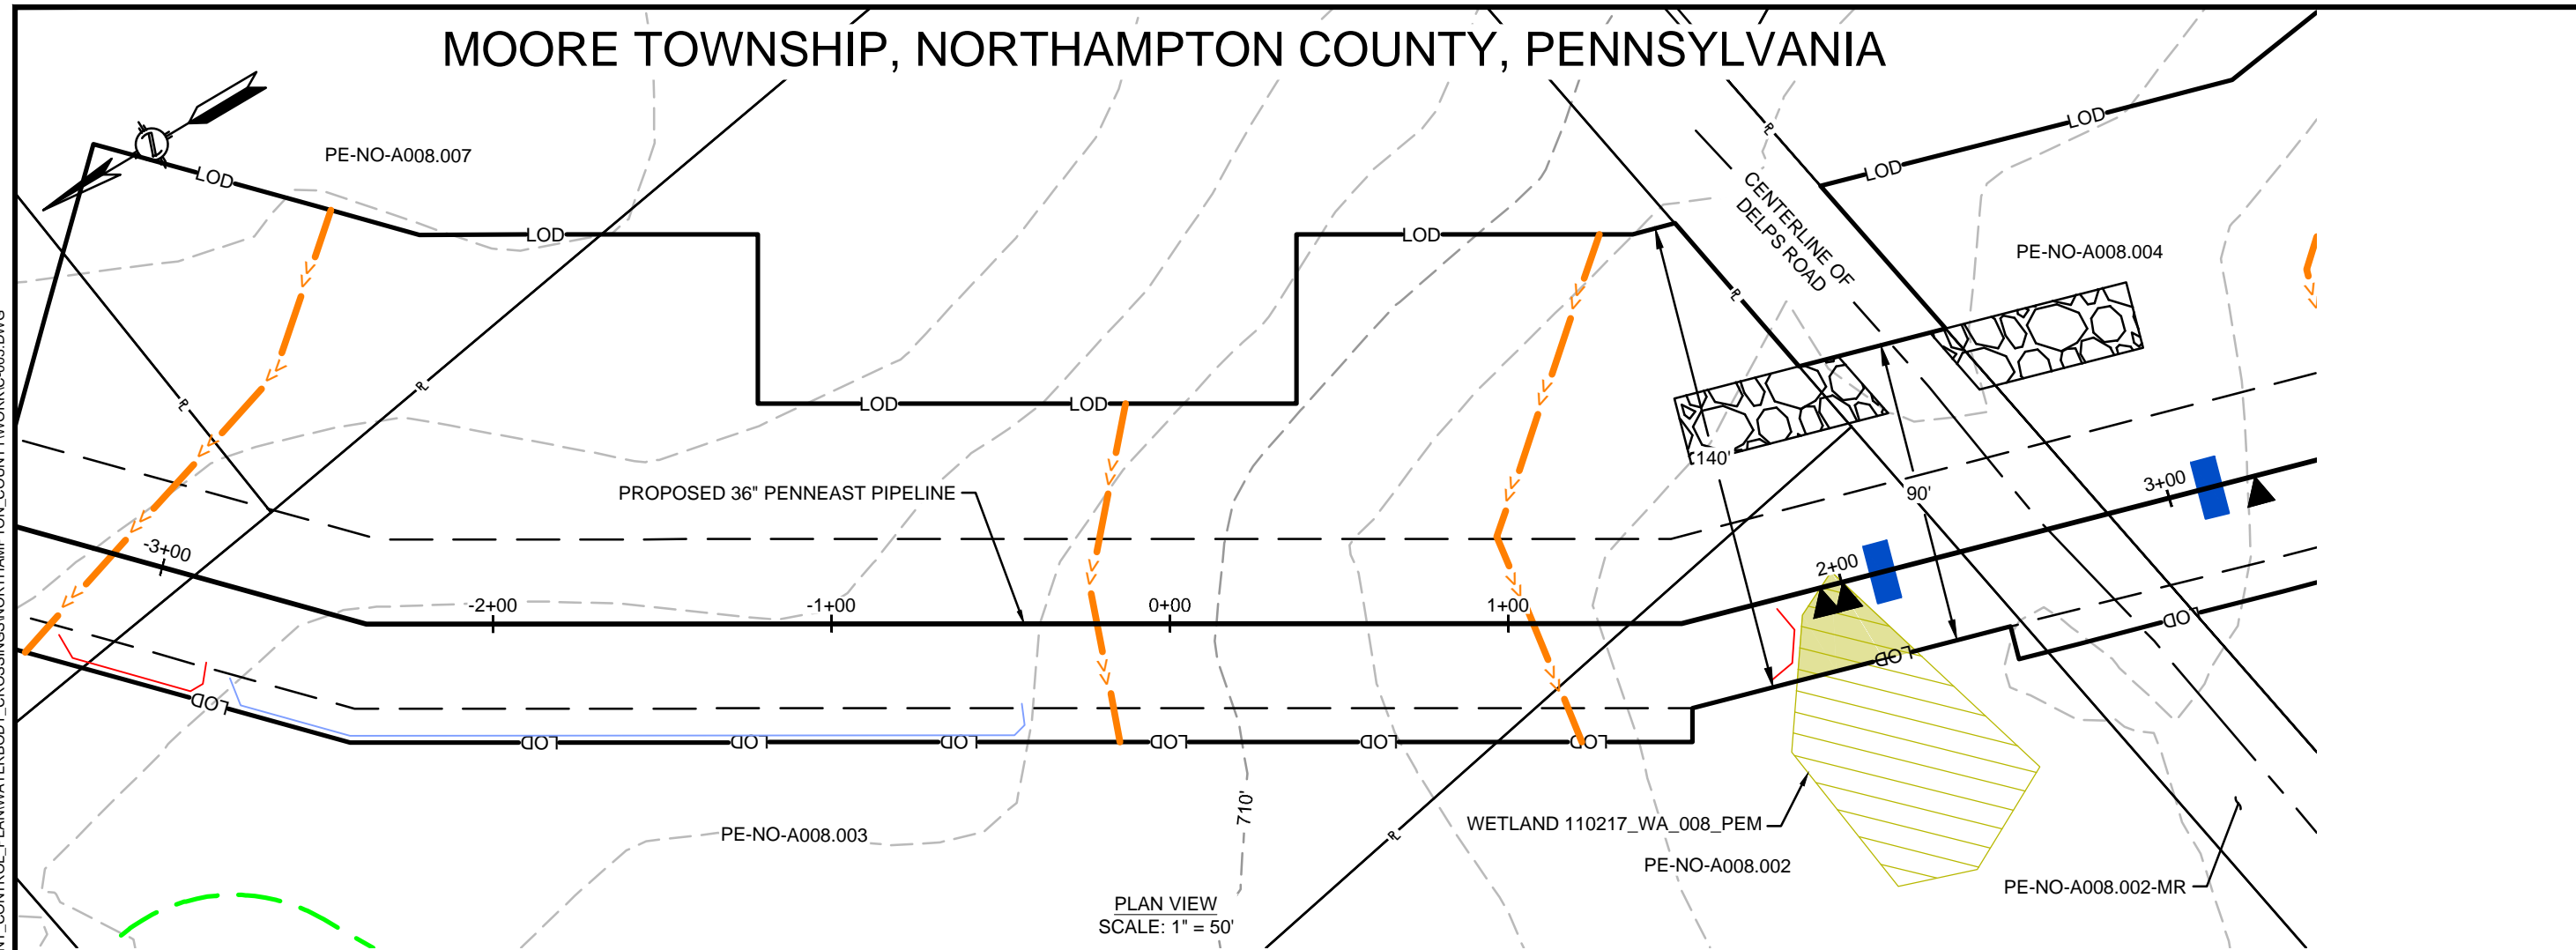 MOORE TOWNSHIP, NORTHAMPTON COUNTY, PENNSYLVANIA
LOD
LOD
PE-NO-A008.007
LOD
LOD
LOD
CENTERLINE OF
DELPS ROAD
PE-NO-A008.004
LOD
LOD
LOD
140'
90'
PROPOSED 36" PENNEAST PIPELINE
3+00
2+00
-3+00
-2+00
-1+00
0+00
1+00
LOD
LOD
LOD
LOD
LOD
LOD
LOD
LOD
LOD
710'
PE-NO-A008.003
WETLAND 110217_WA_008_PEM
PE-NO-A008.002
PE-NO-A008.002-MR
PLAN VIEW
SCALE: 1" = 50'